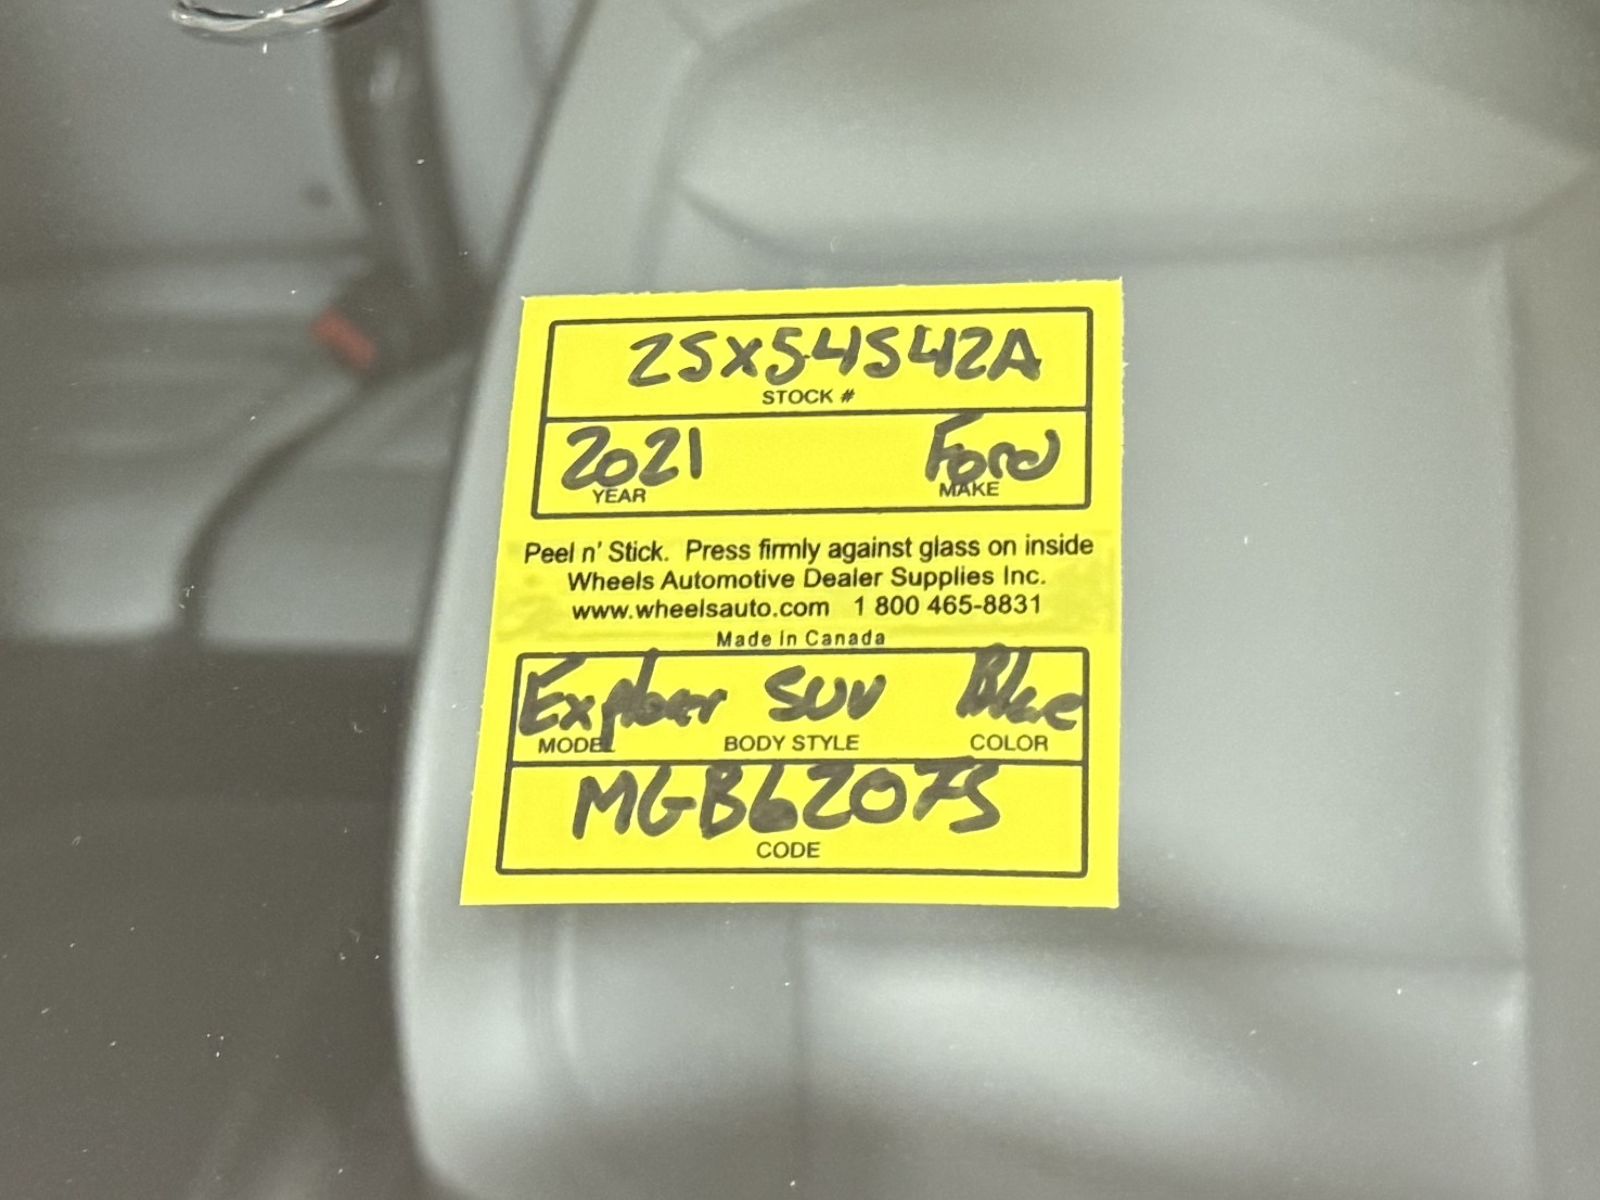 25X54542A
STOCK #
2021 Ford
YEAR MAKE
Peel n' Stick. Press firmly against glass on inside
Wheels Automotive Dealer Supplies Inc.
www.wheelsauto.com 1 800 465-8831
Made in Canada
Explorer SUV Blue
MODEL BODY STYLE COLOR
MGB62075
CODE